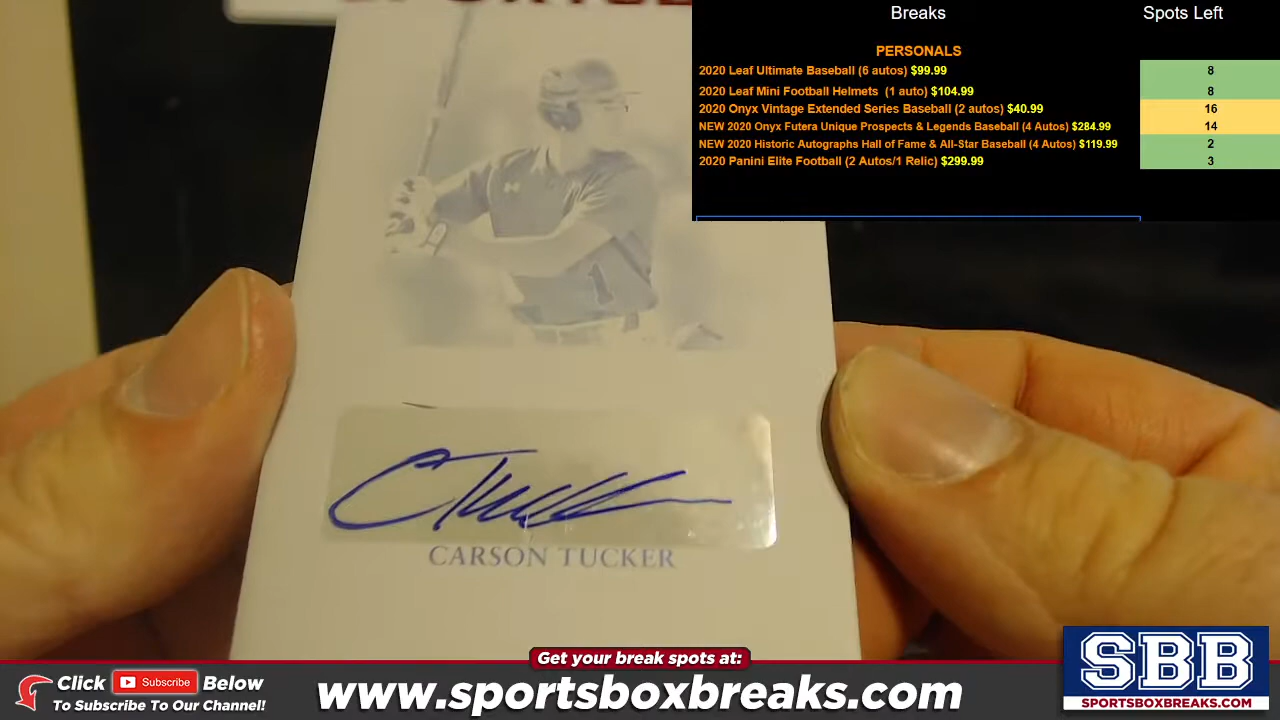 Breaks Spots Left
PERSONALS
2020 Leaf Ultimate Baseball (6 autos) $99.99 8
2020 Leaf Mini Football Helmets (1 auto) $104.99 8
2020 Onyx Vintage Extended Series Baseball (2 autos) $40.99 16
NEW 2020 Onyx Futera Unique Prospects & Legends Baseball (4 Autos) $284.99 14
NEW 2020 Historic Autographs Hall of Fame & All-Star Baseball (4 Autos) $119.99 2
2020 Panini Elite Football (2 Autos/1 Relic) $299.99 3
1
CARSON TUCKER
Get your break spots at:
Click Subscribe Below
To Subscribe To Our Channel!
www.sportsboxbreaks.com
SBB
SPORTSBOXBREAKS.COM